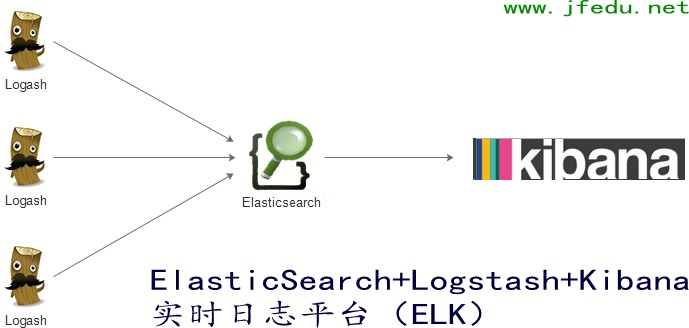 www.jfedu.net
Logash
Logash
Elasticsearch
kibana
Logash
ElasticSearch+Logstash+Kibana
实时日志平台（ELK）